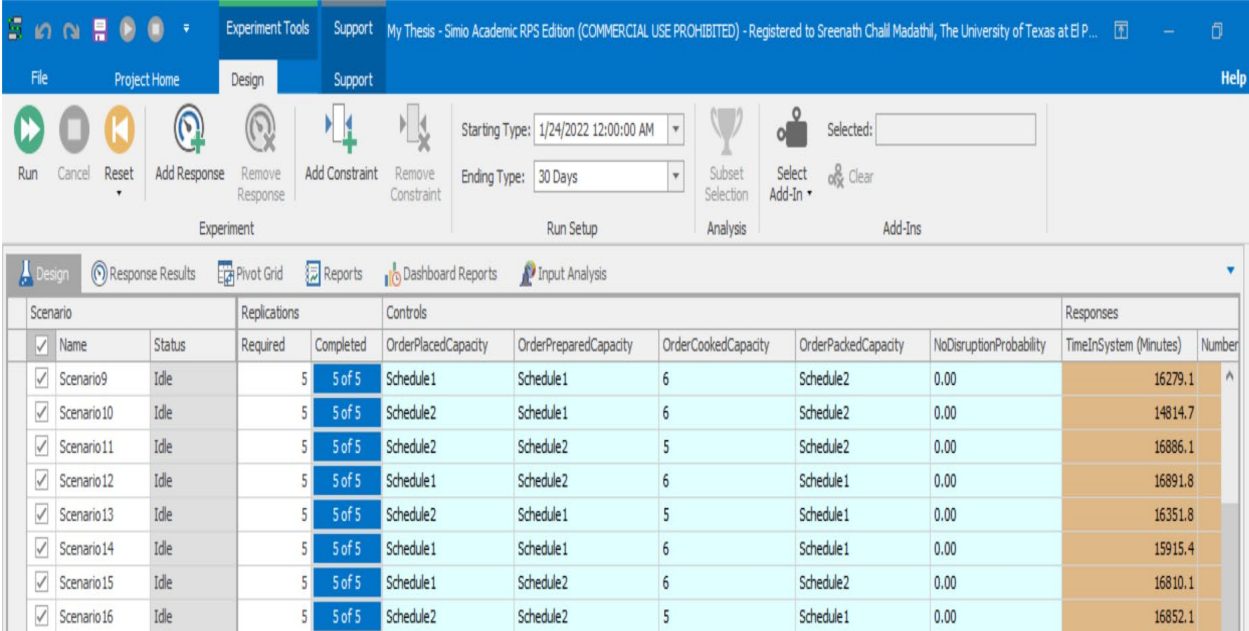 Experiment Tools Support My Thesis - Simio Academic RPS Edition (COMMERCIAL USE PROHIBITED) - Registered to Sreenath Chalil Madathil, The University of Texas at El P...
File Project Home Design Support Help
Run Cancel Reset Add Response Remove Response Add Constraint Remove Constraint
Experiment
Starting Type: 1/24/2022 12:00:00 AM
Ending Type: 30 Days
Run Setup
Subset Selection
Analysis
Select Add-In Selected:
Clear
Add-Ins
Design Response Results Pivot Grid Reports Dashboard Reports Input Analysis
Scenario Replications Controls Responses
Name Status Required Completed OrderPlacedCapacity OrderPreparedCapacity OrderCookedCapacity OrderPackedCapacity NoDisruptionProbability TimeInSystem (Minutes) Number
Scenario9 Idle 5 5 of 5 Schedule1 Schedule1 6 Schedule2 0.00 16279.1
Scenario10 Idle 5 5 of 5 Schedule2 Schedule1 6 Schedule2 0.00 14814.7
Scenario11 Idle 5 5 of 5 Schedule2 Schedule2 5 Schedule2 0.00 16886.1
Scenario12 Idle 5 5 of 5 Schedule1 Schedule2 6 Schedule1 0.00 16891.8
Scenario13 Idle 5 5 of 5 Schedule2 Schedule1 5 Schedule1 0.00 16351.8
Scenario14 Idle 5 5 of 5 Schedule1 Schedule1 6 Schedule1 0.00 15915.4
Scenario15 Idle 5 5 of 5 Schedule1 Schedule2 6 Schedule2 0.00 16810.1
Scenario16 Idle 5 5 of 5 Schedule2 Schedule2 5 Schedule1 0.00 16852.1